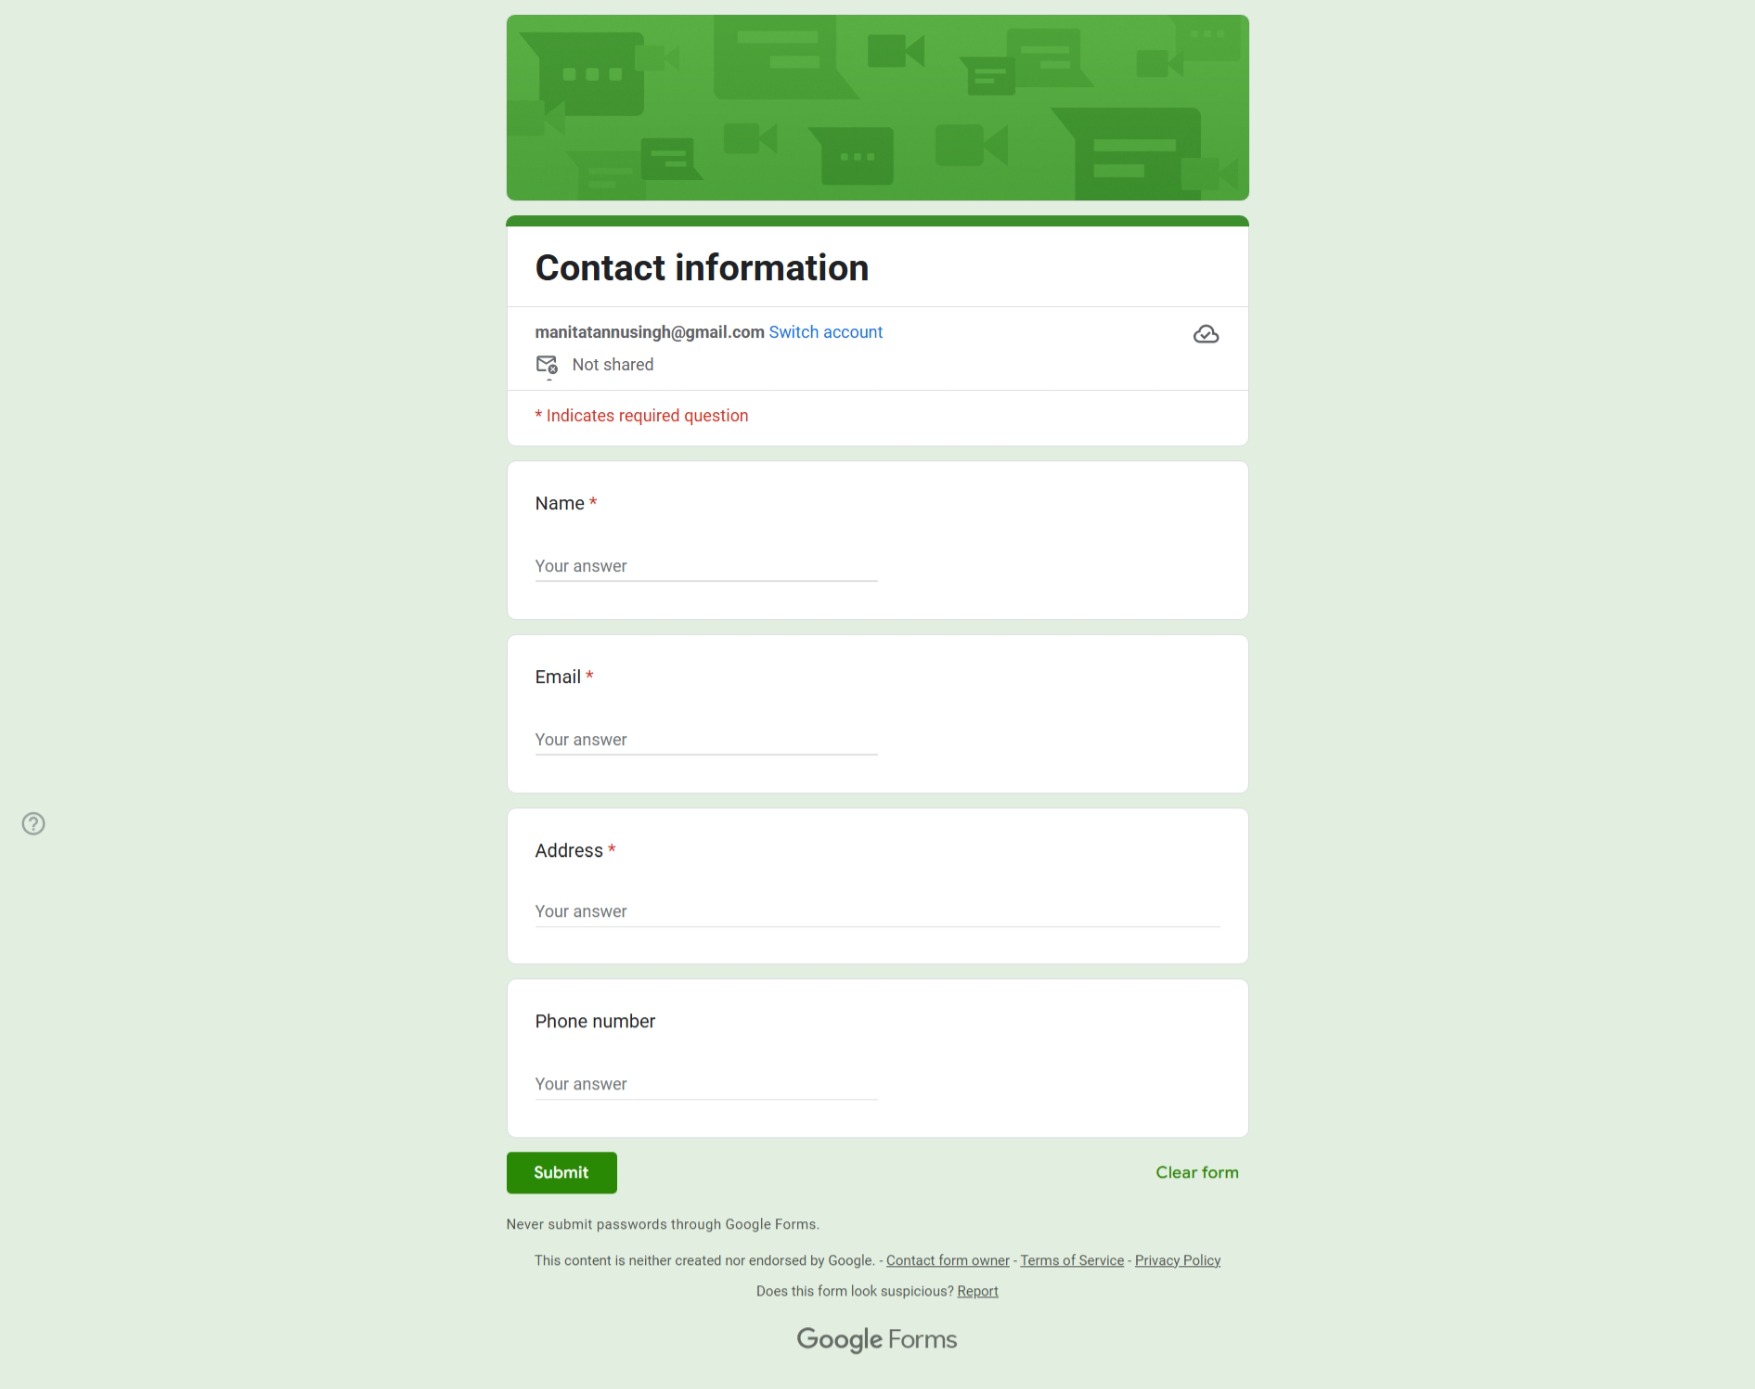 Contact information
manitatannusingh@gmail.com Switch account
Not shared
* Indicates required question
Name *
Your answer
Email *
Your answer
Address *
Your answer
Phone number
Your answer
Submit
Clear form
Never submit passwords through Google Forms.
This content is neither created nor endorsed by Google. - Contact form owner - Terms of Service - Privacy Policy
Does this form look suspicious? Report
Google Forms